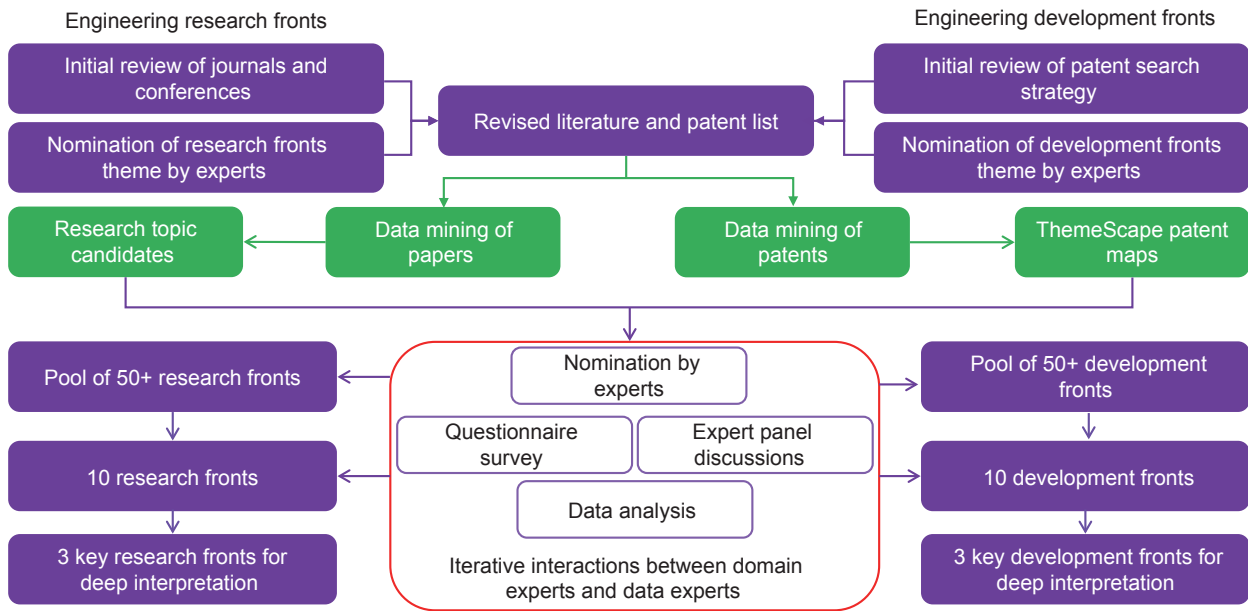 Engineering research fronts
Engineering development fronts
Initial review of journals and
conferences
Nomination of research fronts
theme by experts
Revised literature and patent list
Initial review of patent search
strategy
Nomination of development fronts
theme by experts
Research topic
candidates
Data mining of
papers
Data mining of
patents
ThemeScape patent
maps
Pool of 50+ research fronts
10 research fronts
3 key research fronts for
deep interpretation
Nomination by
experts
Questionnaire
survey
Expert panel
discussions
Data analysis
Iterative interactions between domain
experts and data experts
Pool of 50+ development
fronts
10 development fronts
3 key development fronts for
deep interpretation